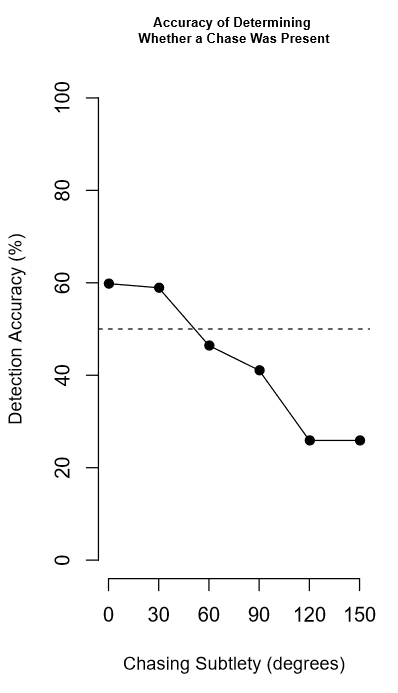 Accuracy of Determining
Whether a Chase Was Present
Detection Accuracy (%)
100
80
60
40
20
0
0 30 60 90 120 150
Chasing Subtlety (degrees)